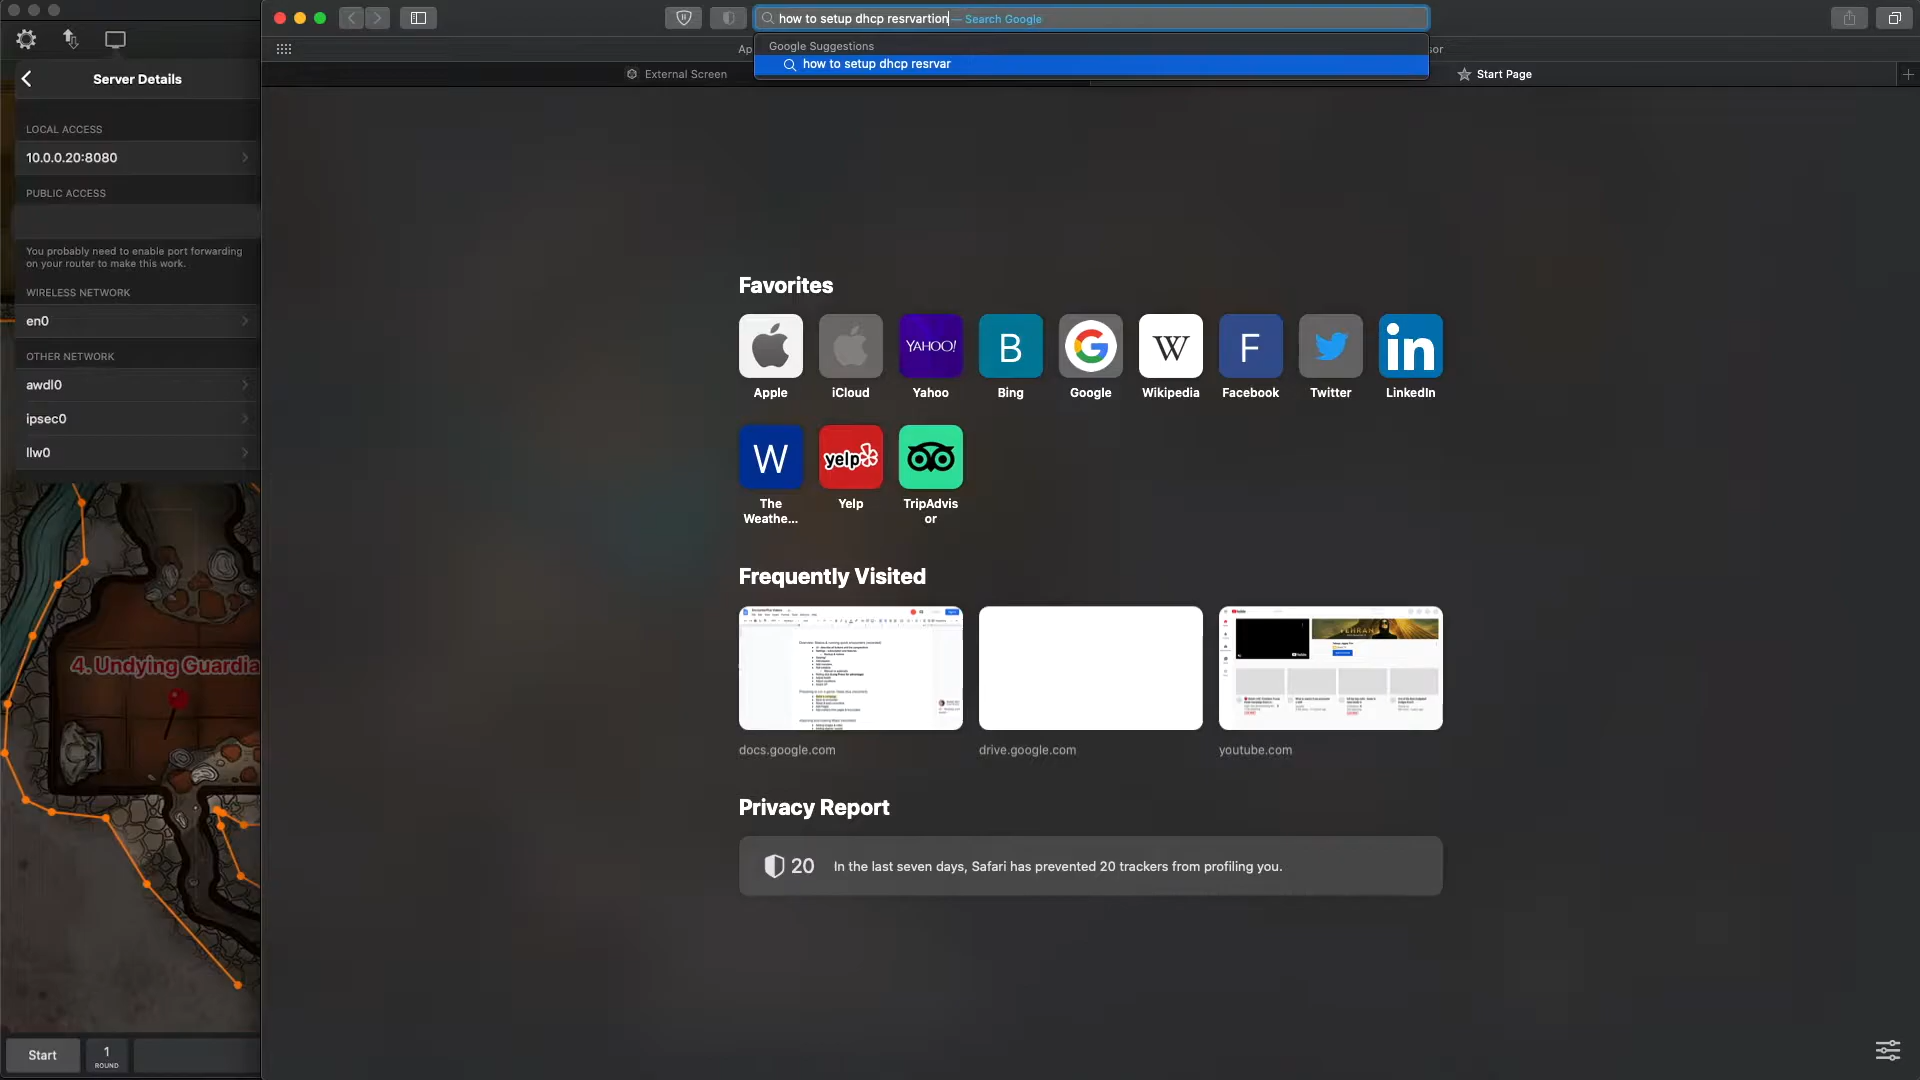 how to setup dhcp resrvartion — Search Google
Google Suggestions
how to setup dhcp resrvar
Ap
sor
External Screen
Start Page
Server Details
LOCAL ACCESS
10.0.0.20:8080
PUBLIC ACCESS
You probably need to enable port forwarding
on your router to make this work.
WIRELESS NETWORK
en0
OTHER NETWORK
awdl0
ipsec0
llw0
4. Undying Guardia
Start
1
ROUND
Favorites
YAHOO!
B
G
W
F
in
Apple
iCloud
Yahoo
Bing
Google
Wikipedia
Facebook
Twitter
LinkedIn
W
yelp
The
Weathe...
Yelp
TripAdvis
or
Frequently Visited
docs.google.com
drive.google.com
youtube.com
Privacy Report
20
In the last seven days, Safari has prevented 20 trackers from profiling you.